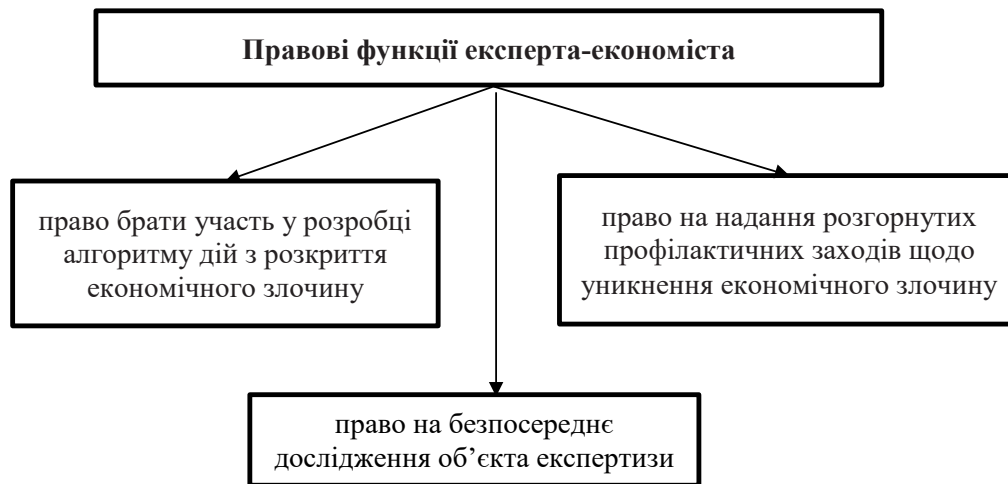 Правові функції експерта-економіста
право брати участь у розробці
алгоритму дій з розкриття
економічного злочину
право на надання розгорнутих
профілактичних заходів щодо
уникнення економічного злочину
право на безпосереднє
дослідження об’єкта експертизи